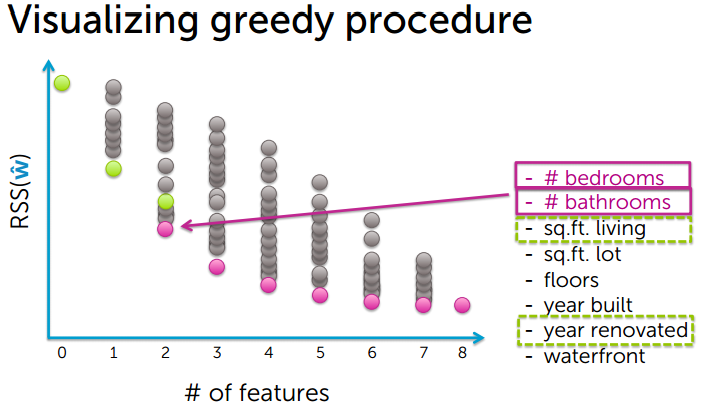 Visualizing greedy procedure
RSS(ŵ)
0 1 2 3 4 5 6 7 8
# of features
- # bedrooms
- # bathrooms
- sq.ft. living
- sq.ft. lot
- floors
- year built
- year renovated
- waterfront